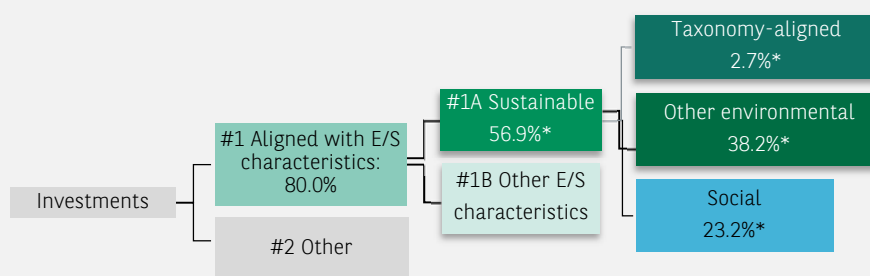 Investments
#1 Aligned with E/S
characteristics:
80.0%
#2 Other
#1A Sustainable
56.9%*
#1B Other E/S
characteristics
Taxonomy-aligned
2.7%*
Other environmental
38.2%*
Social
23.2%*